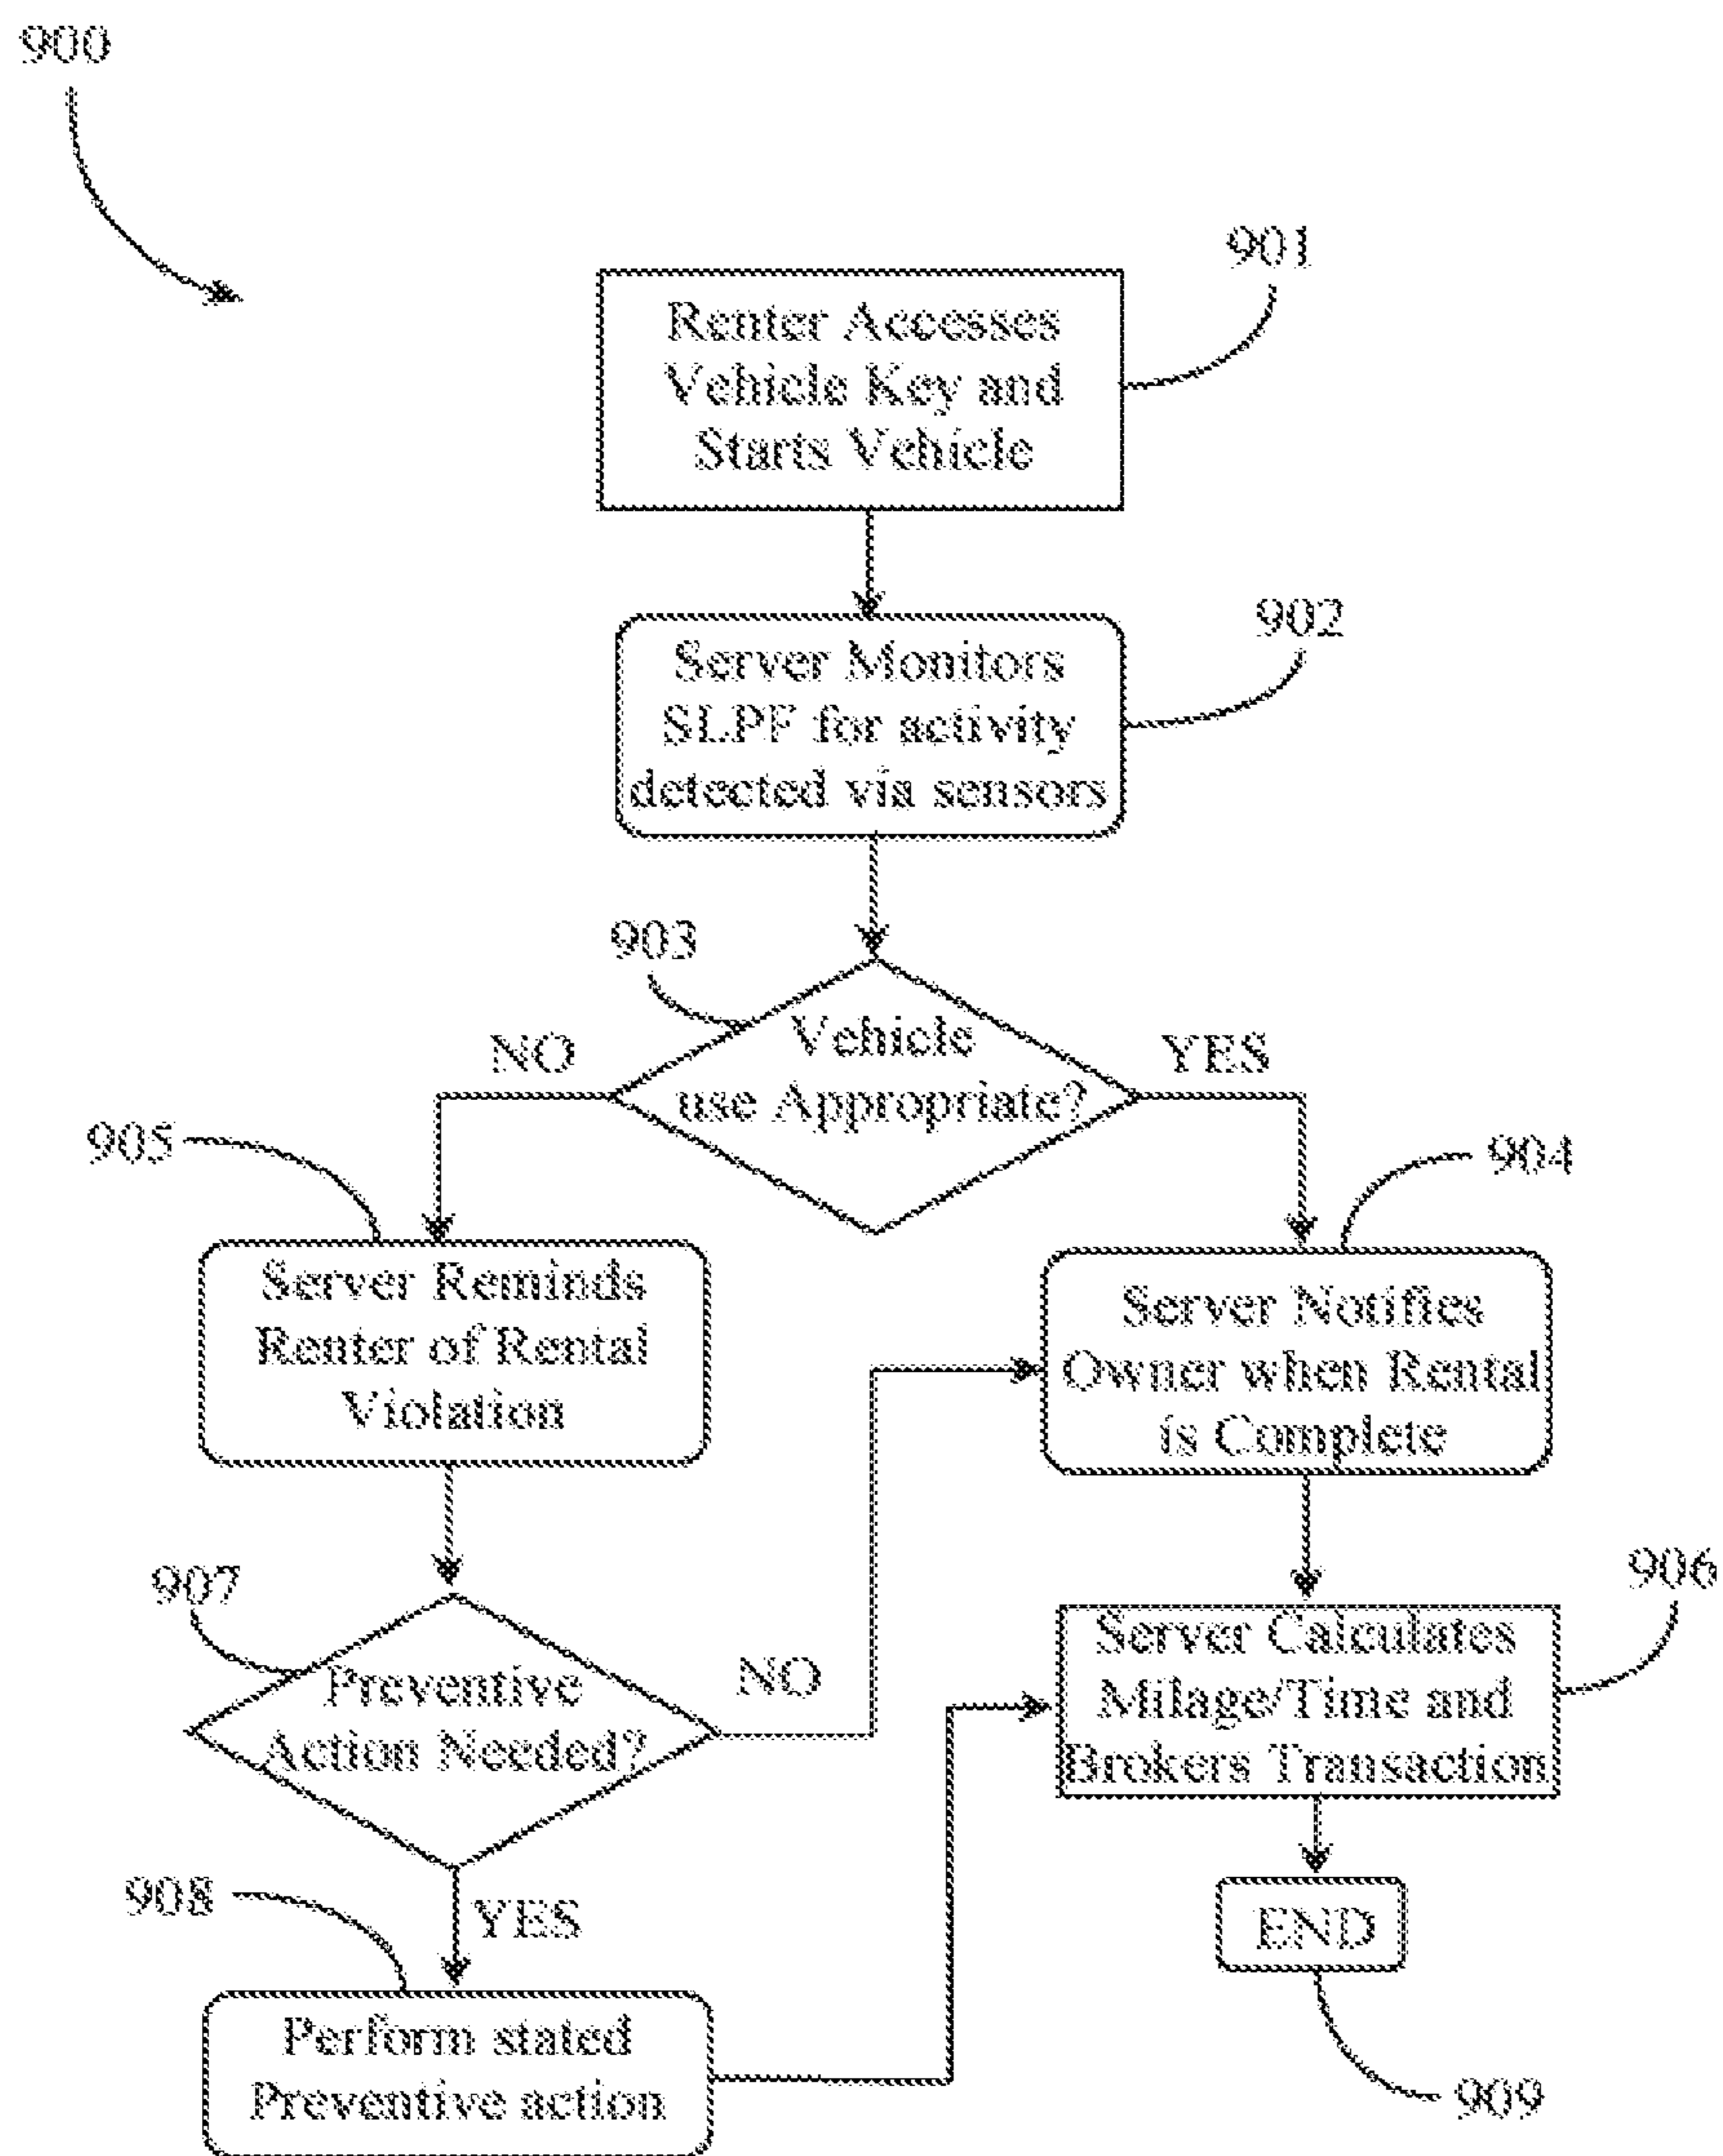 900
901
Renter Accesses
Vehicle Key and
Starts Vehicle
902
Server Monitors
SLPF for activity
detected via sensors
903
Vehicle
use Appropriate?
NO
YES
905
904
Server Reminds
Renter of Rental
Violation
Server Notifies
Owner when Rental
is Complete
907
906
Preventive
Action Needed?
NO
Server Calculates
Milage/Time and
Brokers Transaction
908
YES
END
Perform stated
Preventive action
909